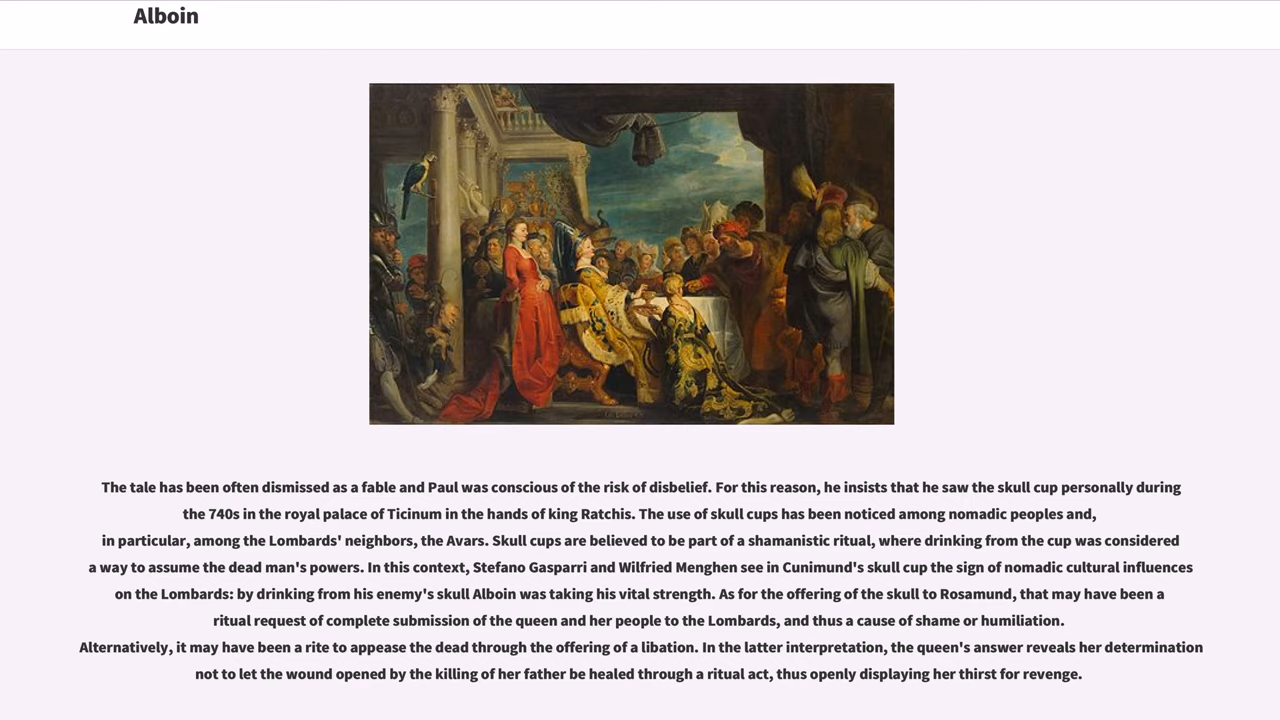 Alboin
The tale has been often dismissed as a fable and Paul was conscious of the risk of disbelief. For this reason, he insists that he saw the skull cup personally during
the 740s in the royal palace of Ticinum in the hands of king Ratchis. The use of skull cups has been noticed among nomadic peoples and,
in particular, among the Lombards' neighbors, the Avars. Skull cups are believed to be part of a shamanistic ritual, where drinking from the cup was considered
a way to assume the dead man's powers. In this context, Stefano Gasparri and Wilfried Menghen see in Cunimund's skull cup the sign of nomadic cultural influences
on the Lombards: by drinking from his enemy's skull Alboin was taking his vital strength. As for the offering of the skull to Rosamund, that may have been a
ritual request of complete submission of the queen and her people to the Lombards, and thus a cause of shame or humiliation.
Alternatively, it may have been a rite to appease the dead through the offering of a libation. In the latter interpretation, the queen's answer reveals her determination
not to let the wound opened by the killing of her father be healed through a ritual act, thus openly displaying her thirst for revenge.